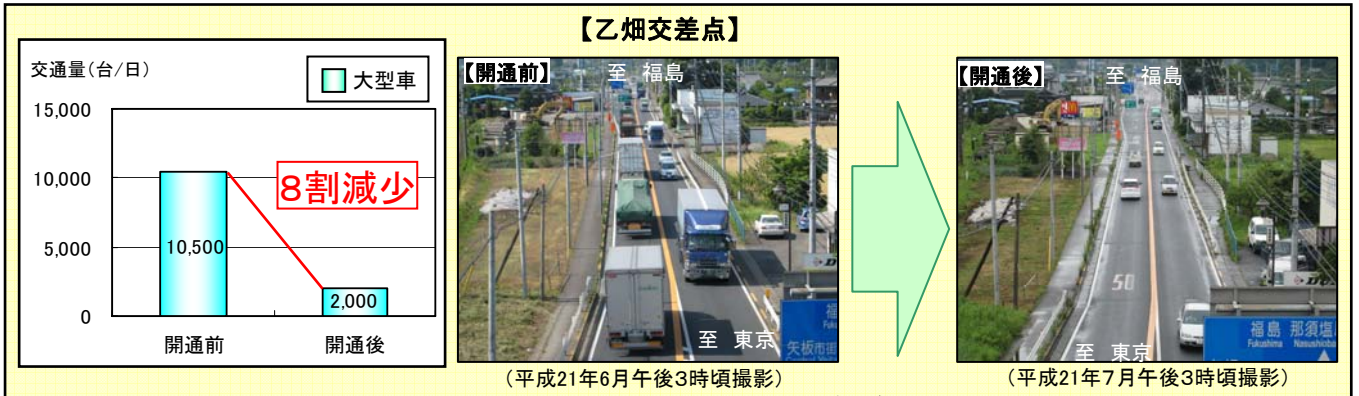 【乙畑交差点】
交通量(台/日)
大型車
15,000
10,000
5,000
0
8割減少
10,500
2,000
開通前
開通後
【開通前】
至 福島
至 東京
矢板市街
（平成21年6月午後3時頃撮影）
【開通後】
至 福島
50
福島 那須塩
Fukushima Nasushioba
至 東京
（平成21年7月午後3時頃撮影）